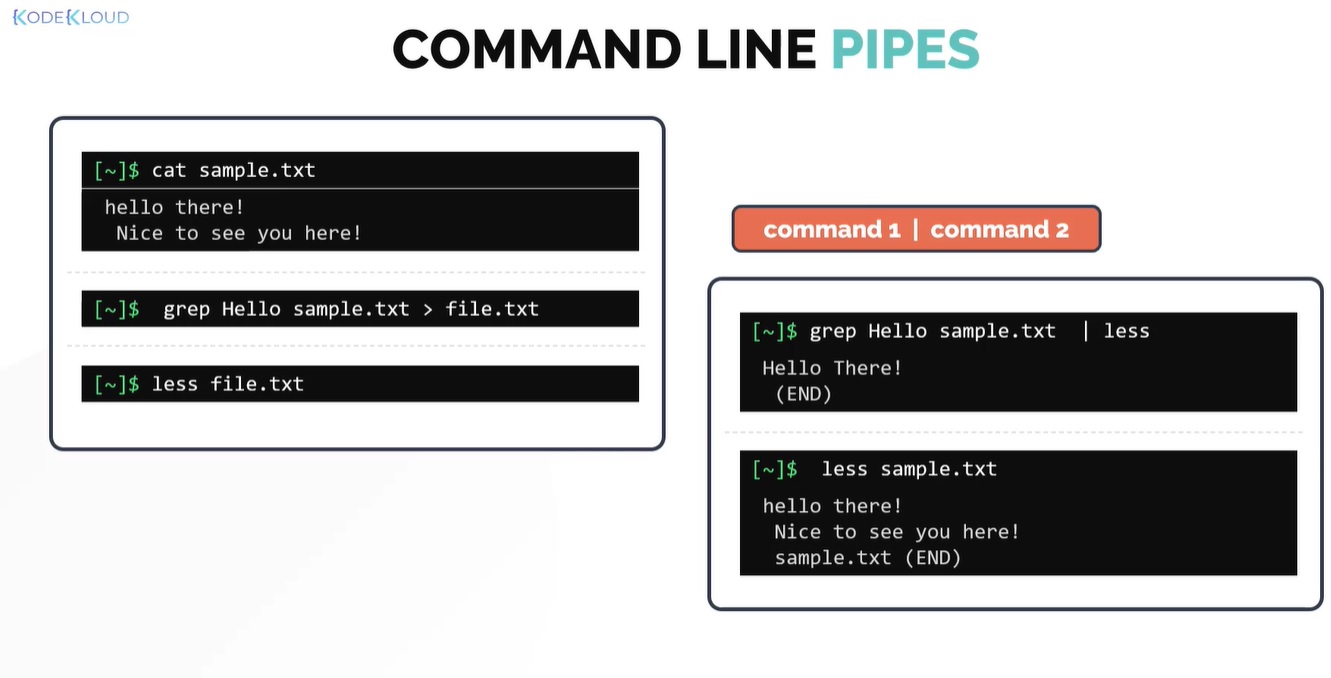 KODEKLOUD
COMMAND LINE PIPES
[~]$ cat sample.txt
hello there!
Nice to see you here!
[~]$ grep Hello sample.txt > file.txt
[~]$ less file.txt
command 1 | command 2
[~]$ grep Hello sample.txt | less
Hello There!
(END)
[~]$ less sample.txt
hello there!
Nice to see you here!
sample.txt (END)